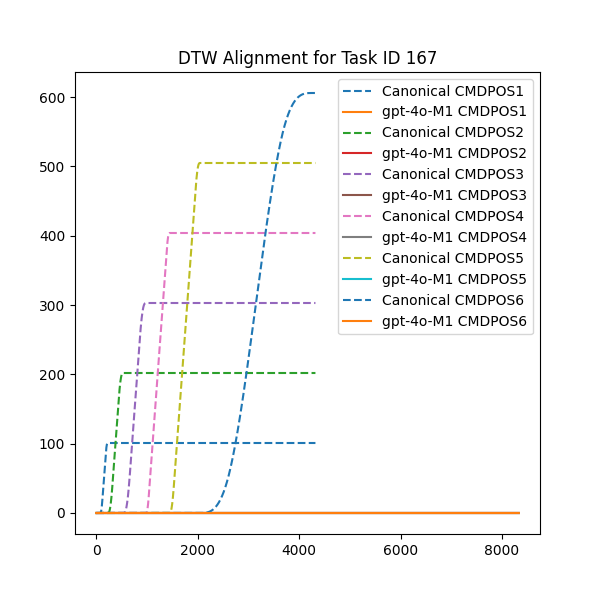 DTW Alignment for Task ID 167
600
500
400
300
200
100
0
0 2000 4000 6000 8000
Canonical CMDPOS1
gpt-4o-M1 CMDPOS1
Canonical CMDPOS2
gpt-4o-M1 CMDPOS2
Canonical CMDPOS3
gpt-4o-M1 CMDPOS3
Canonical CMDPOS4
gpt-4o-M1 CMDPOS4
Canonical CMDPOS5
gpt-4o-M1 CMDPOS5
Canonical CMDPOS6
gpt-4o-M1 CMDPOS6